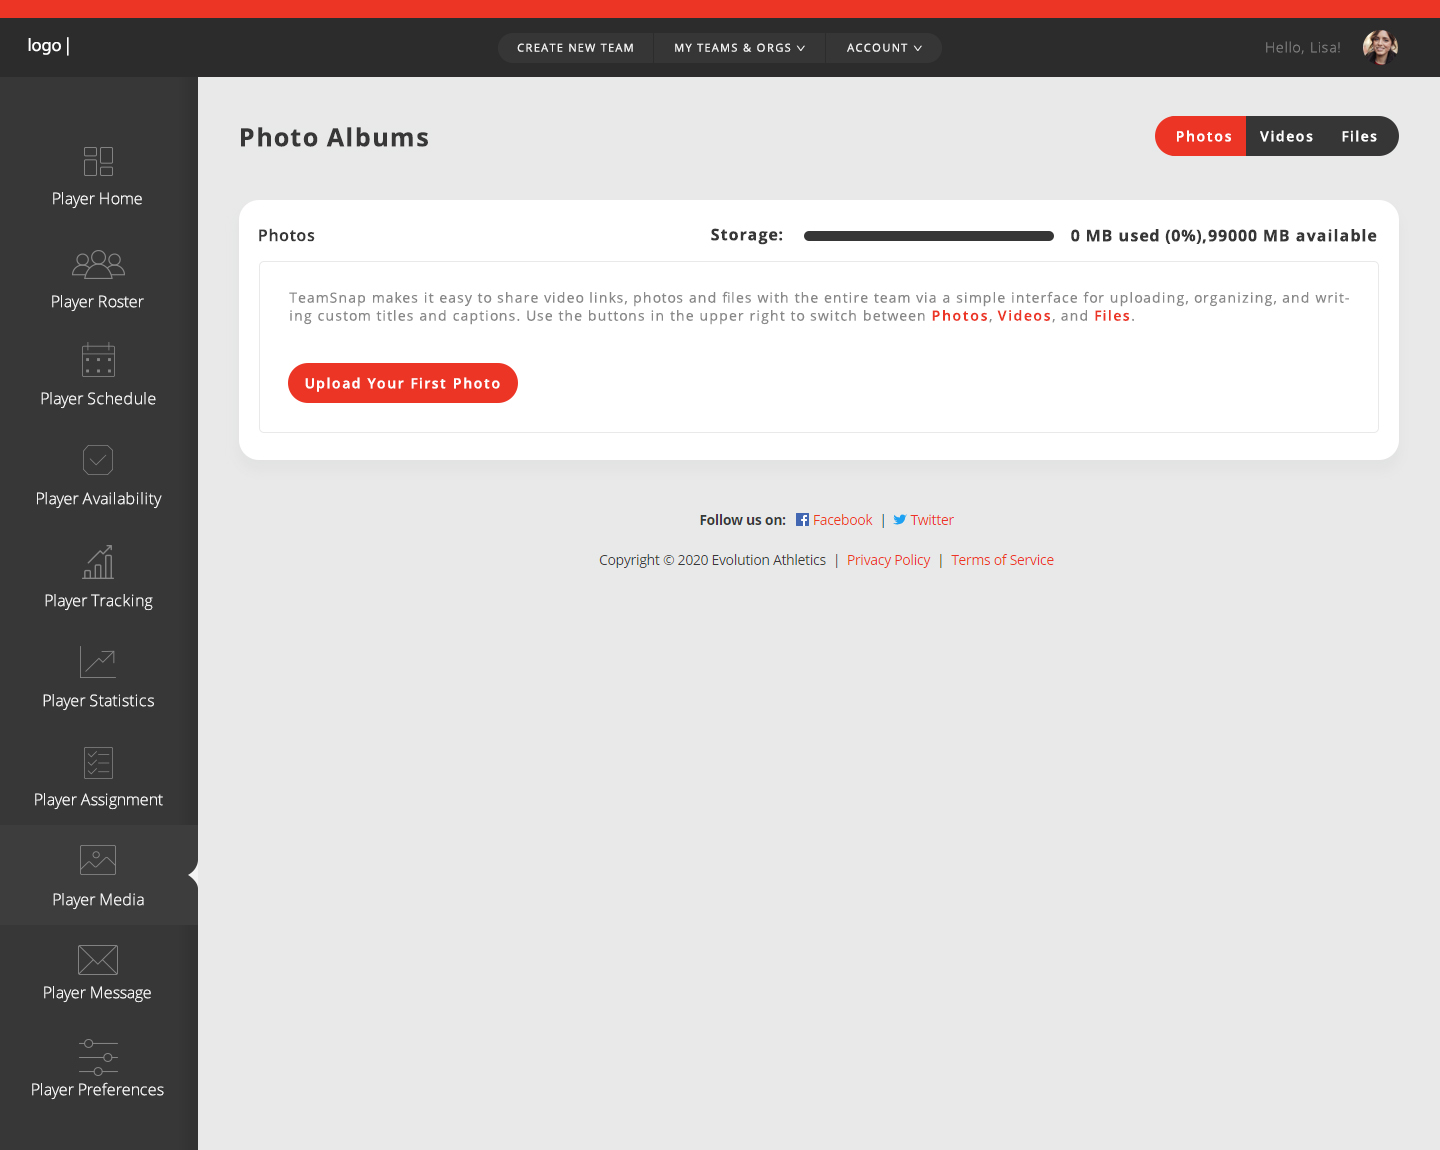 logo |
CREATE NEW TEAM
MY TEAMS & ORGS
ACCOUNT
Hello, Lisa!
Photo Albums
Photos
Videos
Files
Player Home
Player Roster
Player Schedule
Player Availability
Player Tracking
Player Statistics
Player Assignment
Player Media
Player Message
Player Preferences
Photos
Storage:
0 MB used (0%),99000 MB available
TeamSnap makes it easy to share video links, photos and files with the entire team via a simple interface for uploading, organizing, and writ-
ing custom titles and captions. Use the buttons in the upper right to switch between Photos, Videos, and Files.
Upload Your First Photo
Follow us on: Facebook | Twitter
Copyright © 2020 Evolution Athletics | Privacy Policy | Terms of Service